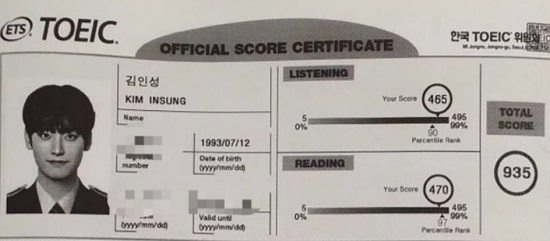 ETS TOEIC.
OFFICIAL SCORE CERTIFICATE
한국 TOEIC 위원회
김인성
KIM INSUNG
Name
number
1993/07/12
Date of birth
(yyyy/mm/dd)
(yyyy/mm/dd)
Valid until
(yyyy/mm/dd)
LISTENING
Your Score
465
5
495
0%
99%
90
Percentile Rank
READING
Your Score
470
5
495
0%
99%
97
Percentile Rank
TOTAL
SCORE
935